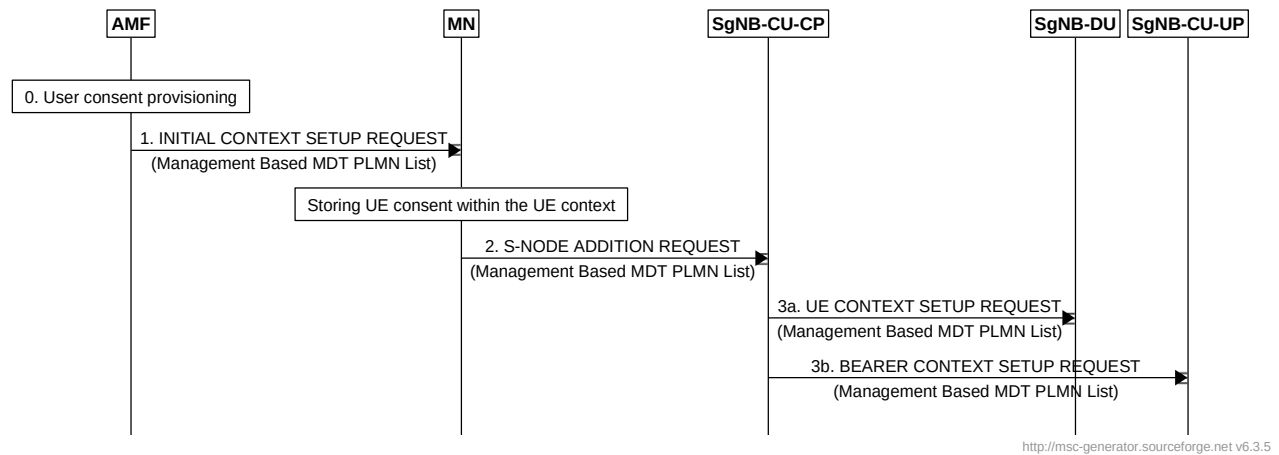 AMF
MN
SgNB-CU-CP
SgNB-DU
SgNB-CU-UP
0. User consent provisioning
1. INITIAL CONTEXT SETUP REQUEST
(Management Based MDT PLMN List)
Storing UE consent within the UE context
2. S-NODE ADDITION REQUEST
(Management Based MDT PLMN List)
3a. UE CONTEXT SETUP REQUEST
(Management Based MDT PLMN List)
3b. BEARER CONTEXT SETUP REQUEST
(Management Based MDT PLMN List)
http://msc-generator.sourceforge.net v6.3.5